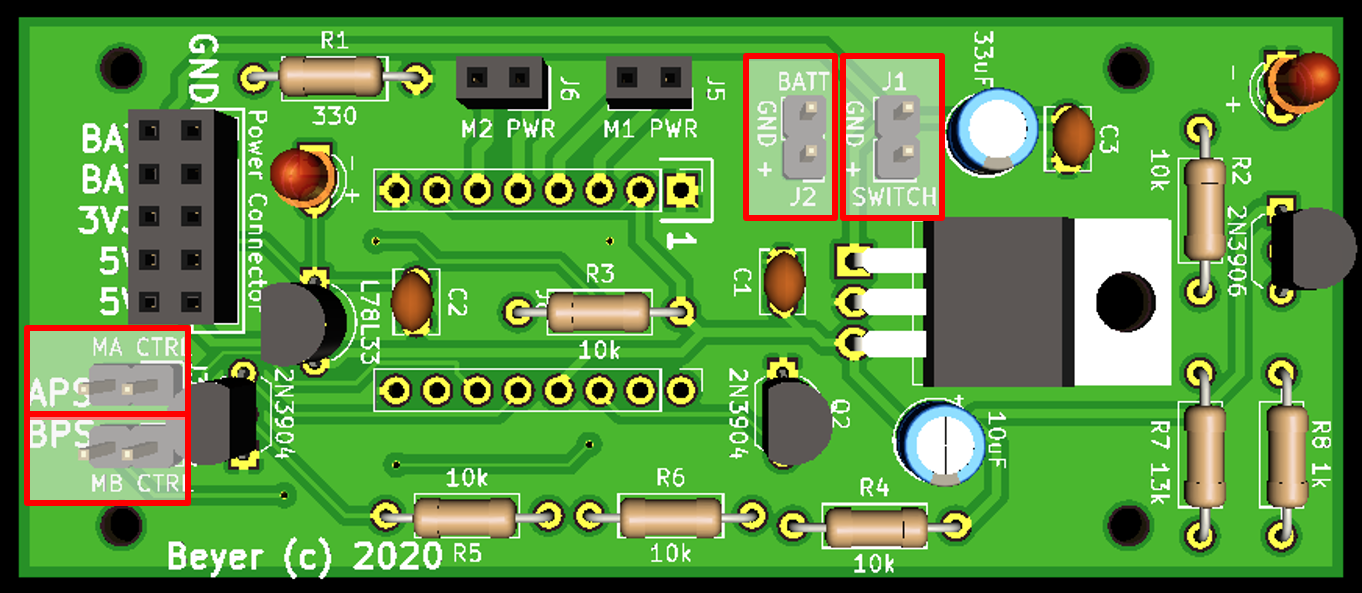 GND
R1
330
J6
M2 PWR
J5
M1 PWR
BATT
GND
+
J2
J1
GND
+
SWITCH
33uF
C3
-
+
10k
R2
2N3906
BA
BA
3V
5
5
Power Connector
-
+
1
L78L33
C2
R3
10k
C1
MA CTRL
APS
BPS
MB CTRL
2N3904
2N3904
Q2
+
10uF
10k
R5
R6
10k
R4
10k
R7 13k
R8 1k
Beyer (c) 2020